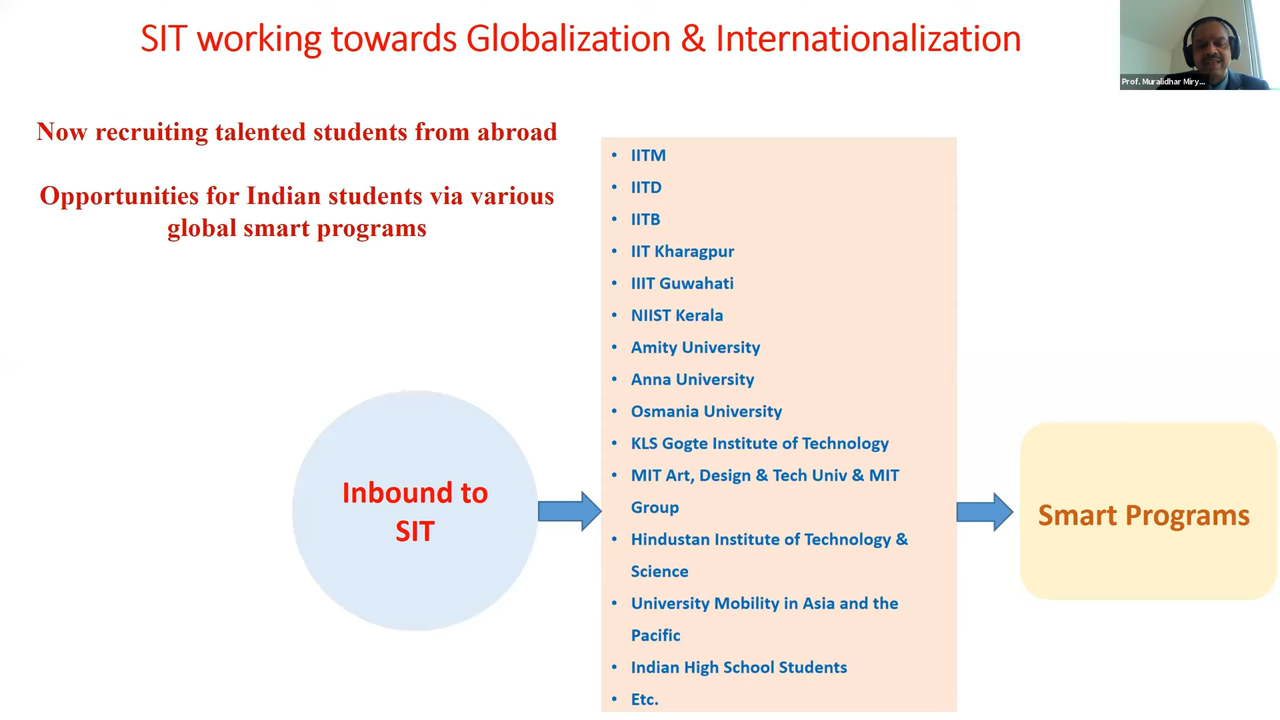 SIT working towards Globalization & Internationalization
Prof. Muralidhar Miry...
Now recruiting talented students from abroad
Opportunities for Indian students via various
global smart programs
• IITM
• IITD
• IITB
• IIT Kharagpur
• IIIT Guwahati
• NIIST Kerala
• Amity University
• Anna University
• Osmania University
• KLS Gogte Institute of Technology
• MIT Art, Design & Tech Univ & MIT
Group
• Hindustan Institute of Technology &
Science
• University Mobility in Asia and the
Pacific
• Indian High School Students
• Etc.
Inbound to
SIT
Smart Programs